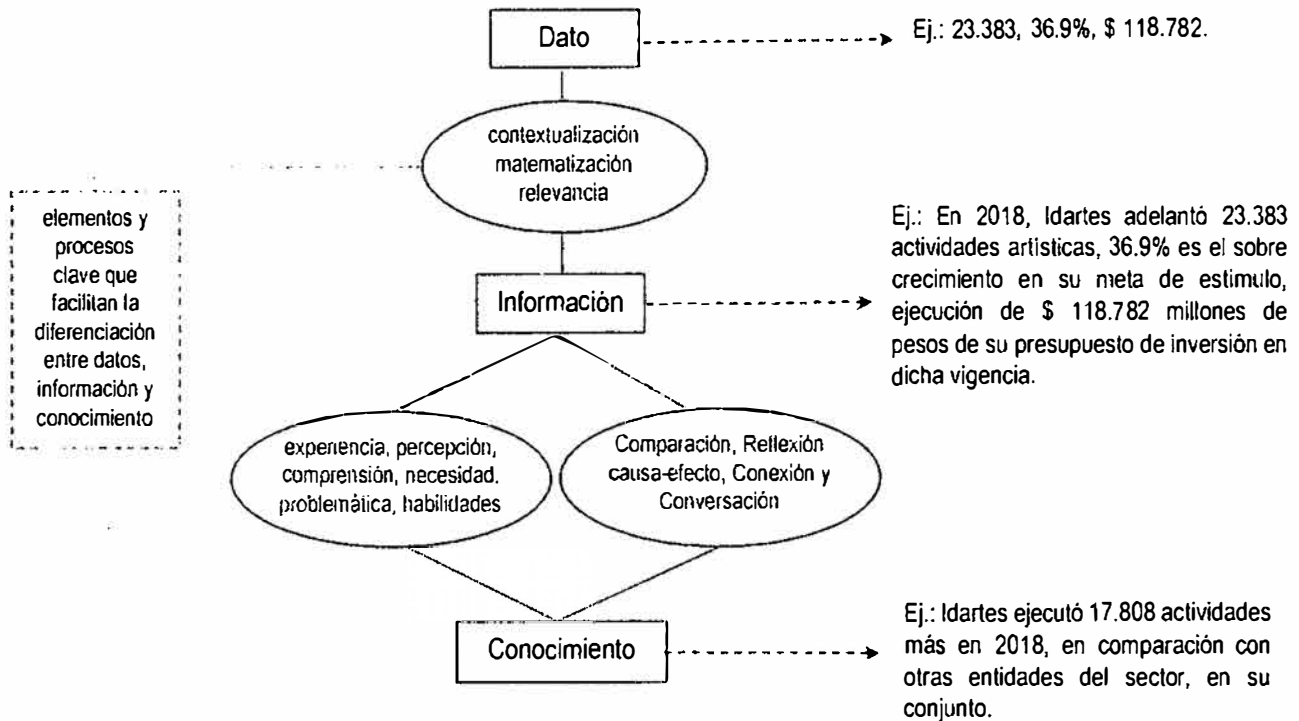 Dato
Ej.: 23.383, 36.9%, $ 118.782.
contextualización
matematización
relevancia
elementos y
procesos
clave que
facilitan la
diferenciación
entre datos,
información y
conocimiento
Información
Ej.: En 2018, Idartes adelantó 23.383
actividades artísticas, 36.9% es el sobre
crecimiento en su meta de estimulo,
ejecución de $ 118.782 millones de
pesos de su presupuesto de inversión en
dicha vigencia.
experiencia, percepción,
comprensión, necesidad,
problemática, habilidades
Comparación, Reflexión
causa-efecto, Conexión y
Conversación
Conocimiento
Ej.: Idartes ejecutó 17.808 actividades
más en 2018, en comparación con
otras entidades del sector, en su
conjunto.